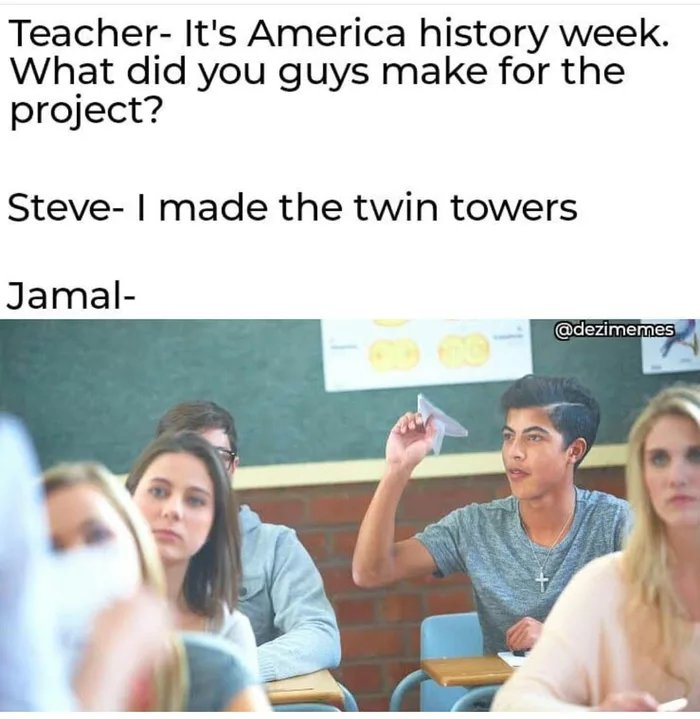 Teacher- It's America history week.
What did you guys make for the
project?
Steve- I made the twin towers
Jamal-
@dezimemes